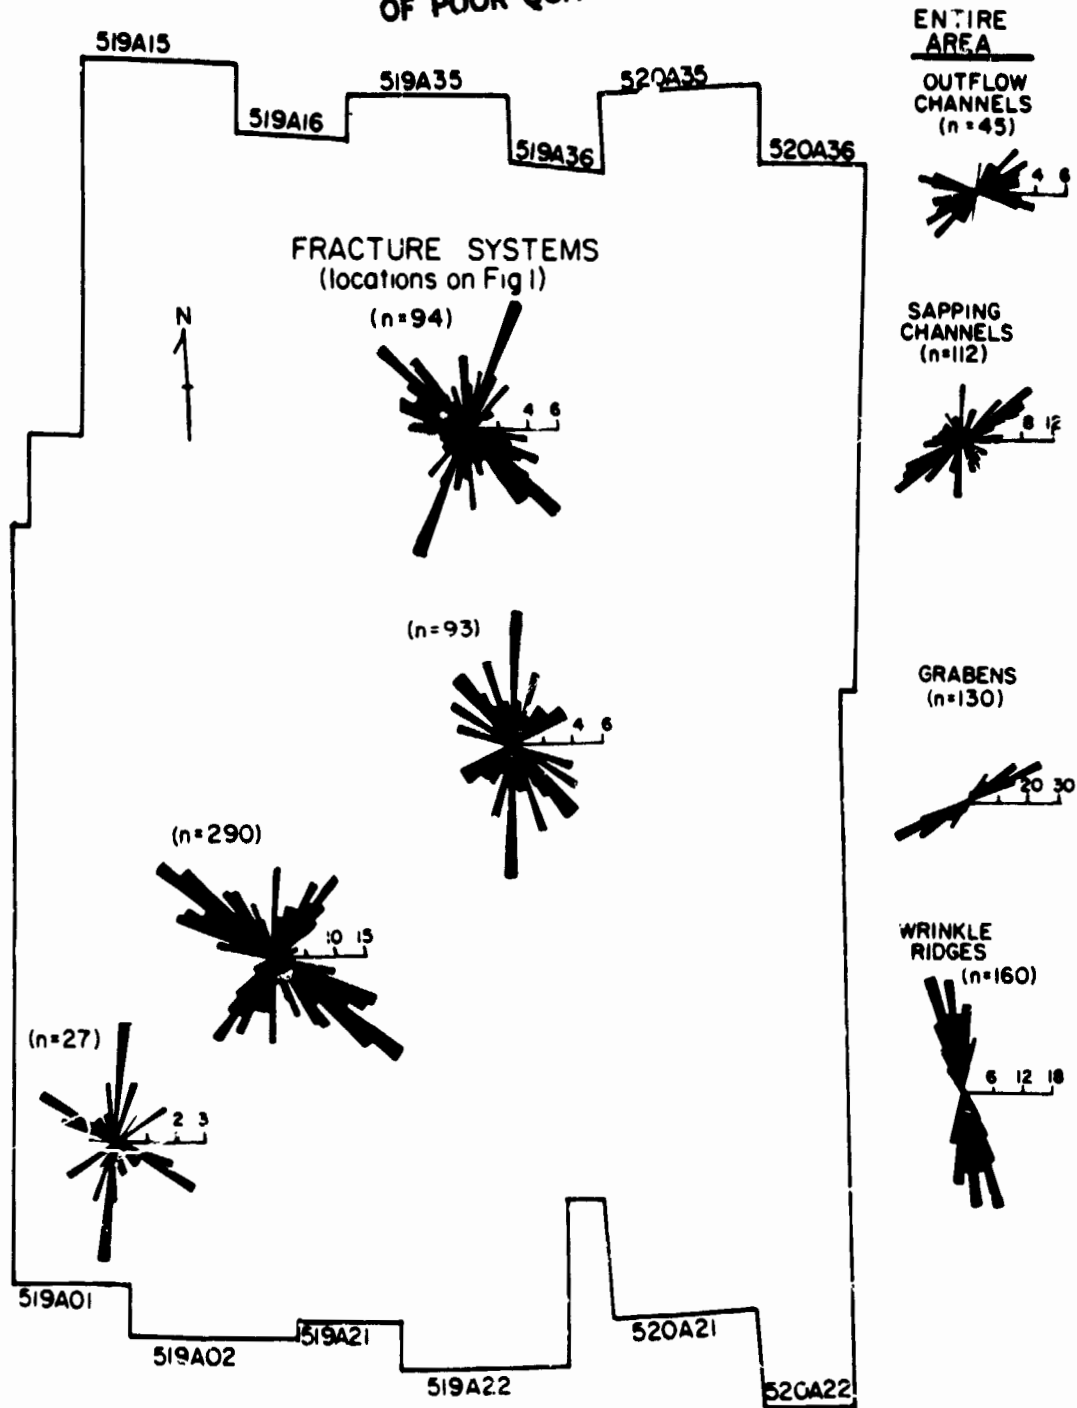 OF POOR
519A15
519A16
519A35
519A36
520A35
520A36
FRACTURE SYSTEMS
(locations on Fig 1)
N
(n=94)
4 6
(n=93)
4 6
(n=290)
10 15
(n=27)
2 3
519A01
519A02
519A21
519A22
520A21
520A22
ENTIRE
AREA
OUTFLOW
CHANNELS
(n=45)
4 6
SAPPING
CHANNELS
(n=112)
8 12
GRABENS
(n=130)
20 30
WRINKLE
RIDGES
(n=160)
6 12 18